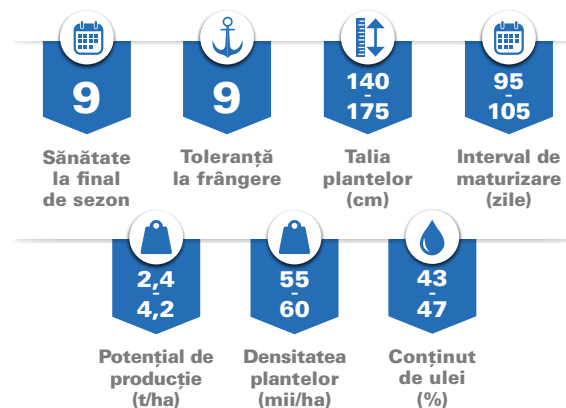 9
Sănătate
la final
de sezon
9
Toleranță
la frângere
140
-
175
Talia
plantelor
(cm)
95
-
105
Interval de
maturizare
(zile)
2,4
-
4,2
Potențial de
producție
(t/ha)
55
-
60
Densitatea
plantelor
(mii/ha)
43
-
47
Conținut
de ulei
(%)